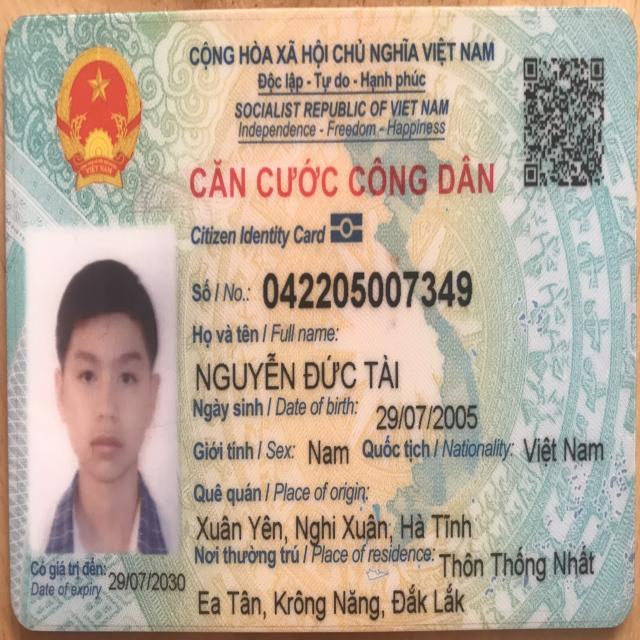 CỘNG HÒA XÃ HỘI CHỦ NGHĨA VIỆT NAM
Độc lập - Tự do - Hạnh phúc
SOCIALIST REPUBLIC OF VIET NAM
Independence - Freedom - Happiness
CĂN CƯỚC CÔNG DÂN
Citizen Identity Card
Số / No.: 042205007349
Họ và tên / Full name:
NGUYỄN ĐỨC TÀI
Ngày sinh / Date of birth: 29/07/2005
Giới tính / Sex: Nam Quốc tịch / Nationality: Việt Nam
Quê quán / Place of origin:
Xuân Yên, Nghi Xuân, Hà Tĩnh
Nơi thường trú / Place of residence: Thôn Thống Nhất
Ea Tân, Krông Năng, Đắk Lắk
Có giá trị đến: 29/07/2030
Date of expiry
VIỆT NAM